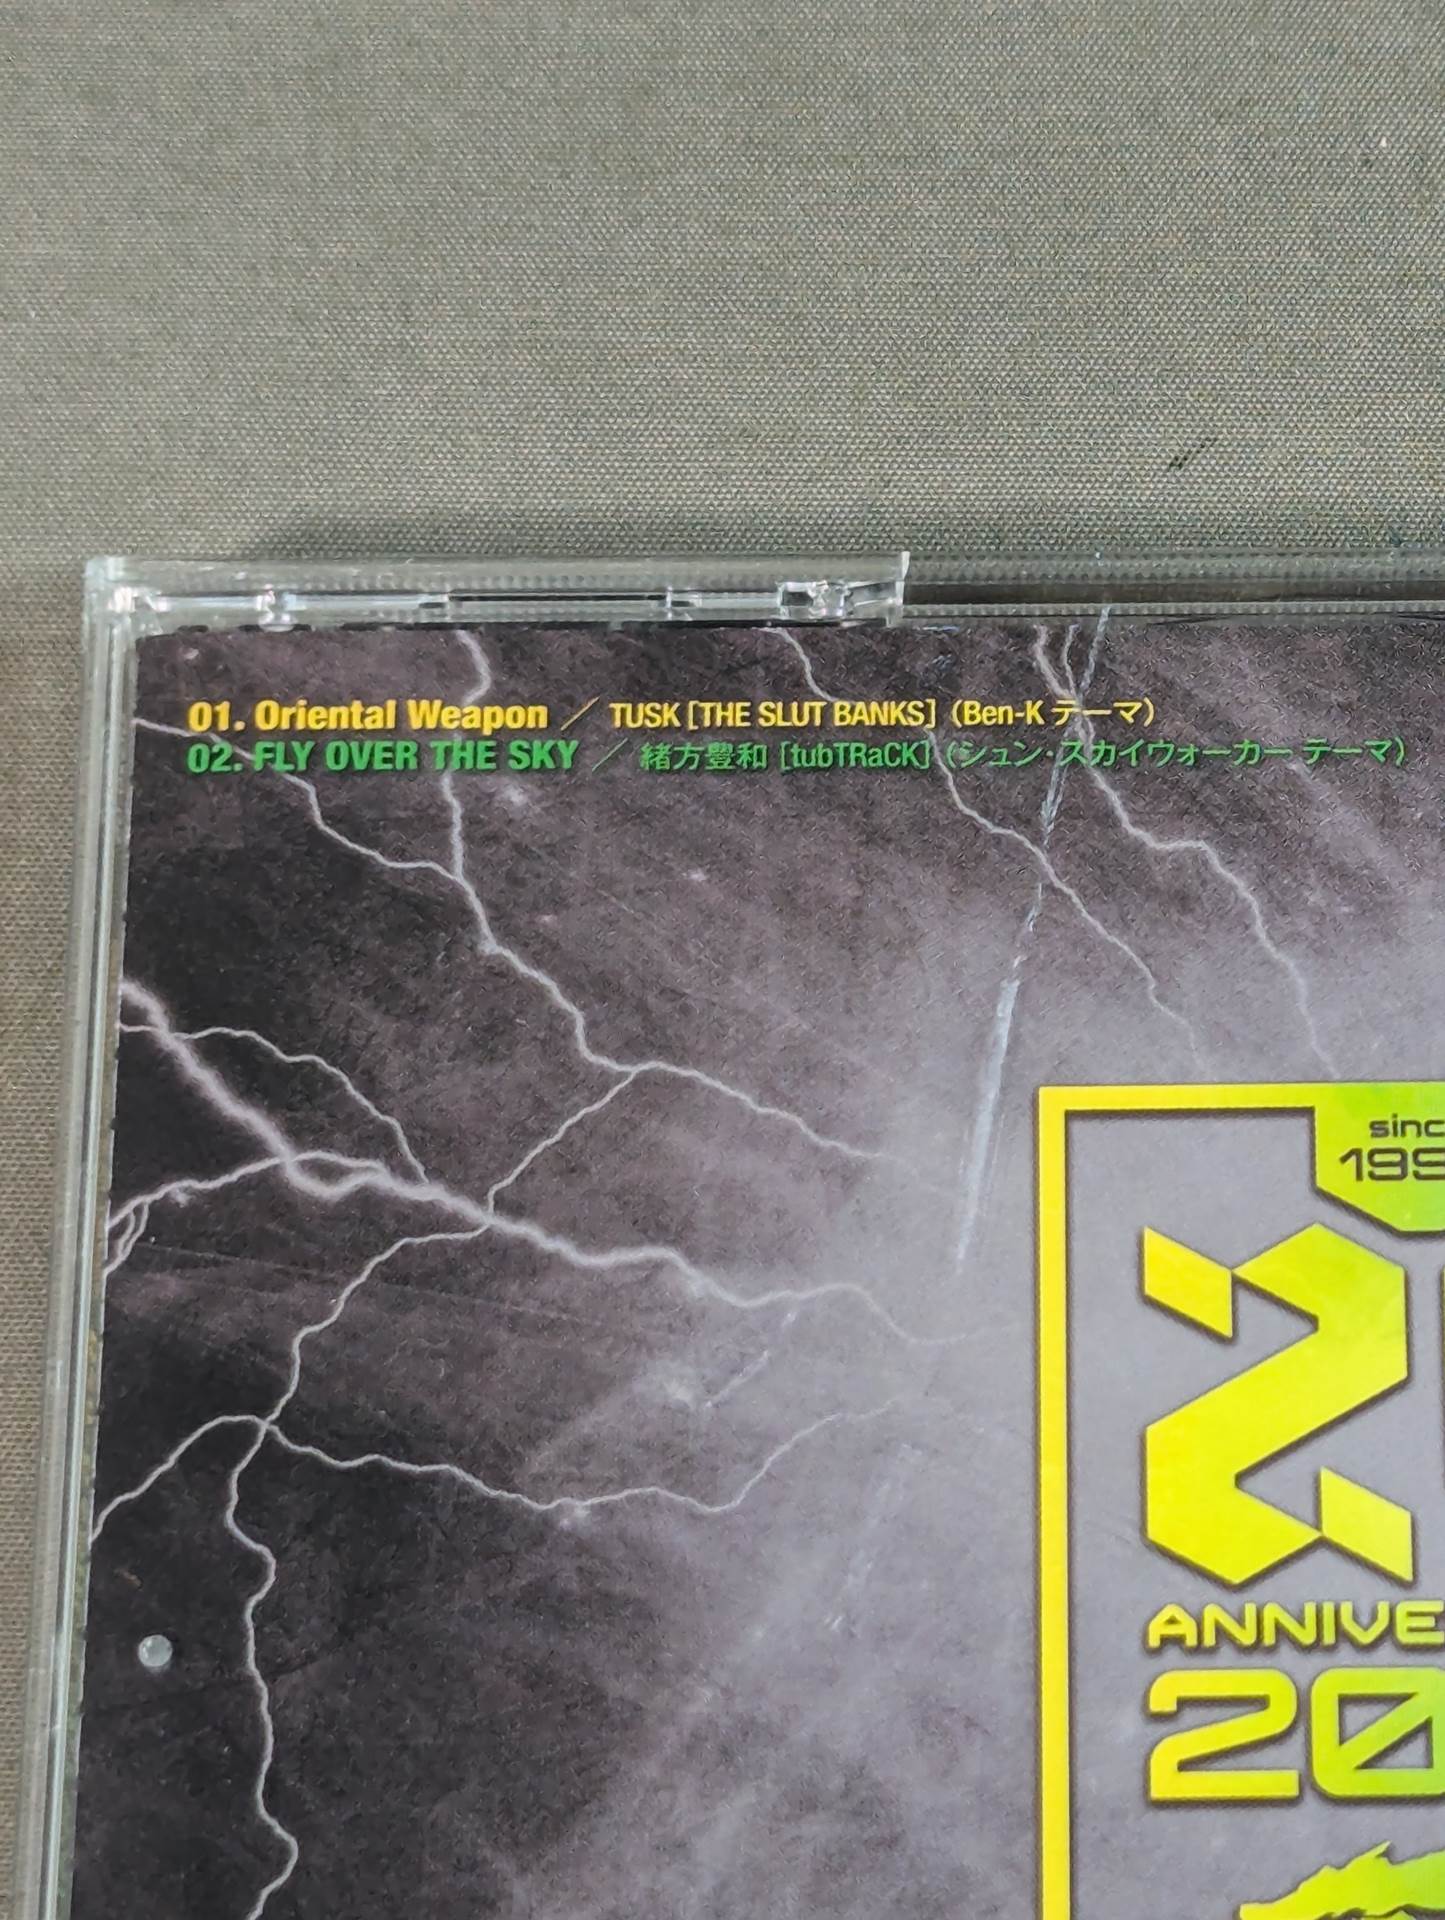 01. Oriental Weapon ／ TUSK [THE SLUT BANKS]（Ben-K テーマ）
02. FLY OVER THE SKY ／ 緒方豊和 [tubTRaCK]（シュン・スカイウォーカー テーマ）
sinc
199
2
ANNIVE
20